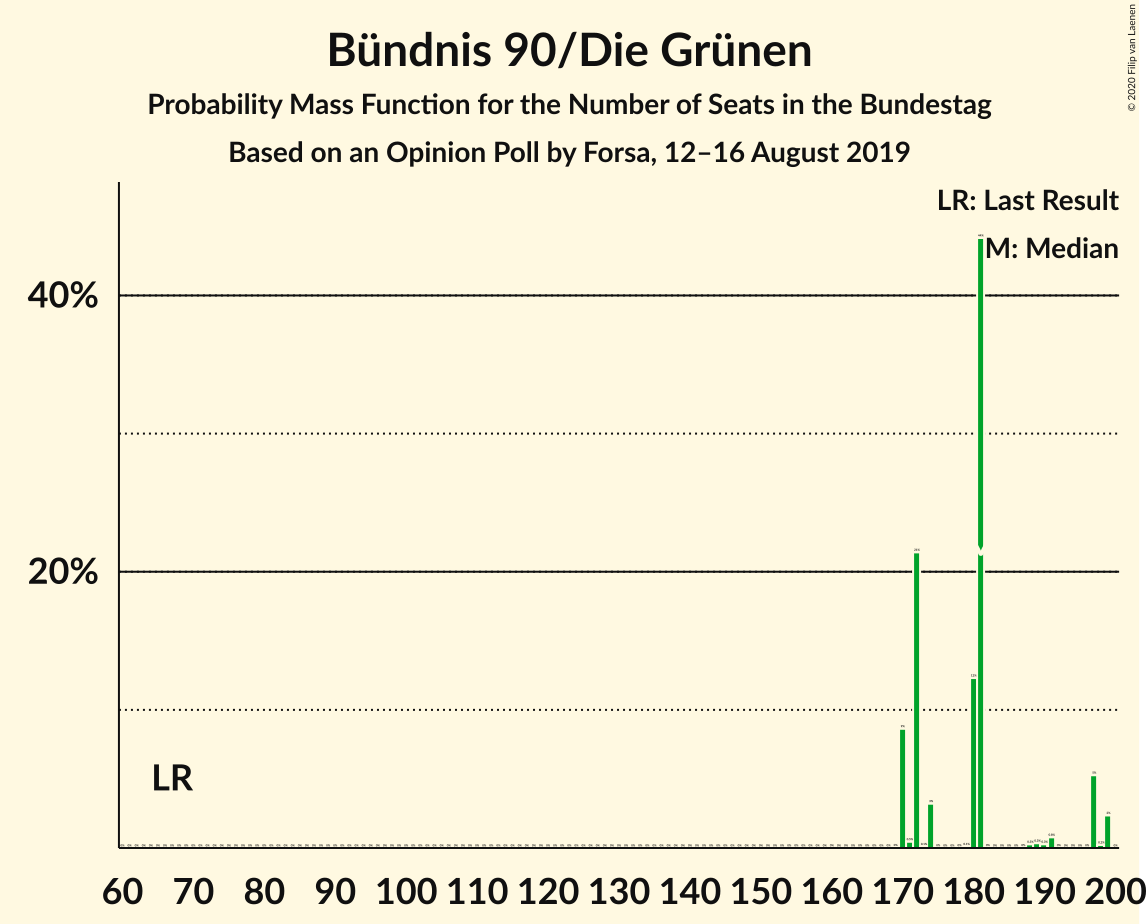 Bündnis 90/Die Grünen
Probability Mass Function for the Number of Seats in the Bundestag
Based on an Opinion Poll by Forsa, 12–16 August 2019
© 2020 Filip van Laenen
LR: Last Result
M: Median
40%
20%
LR
60 70 80 90 100 110 120 130 140 150 160 170 180 190 200